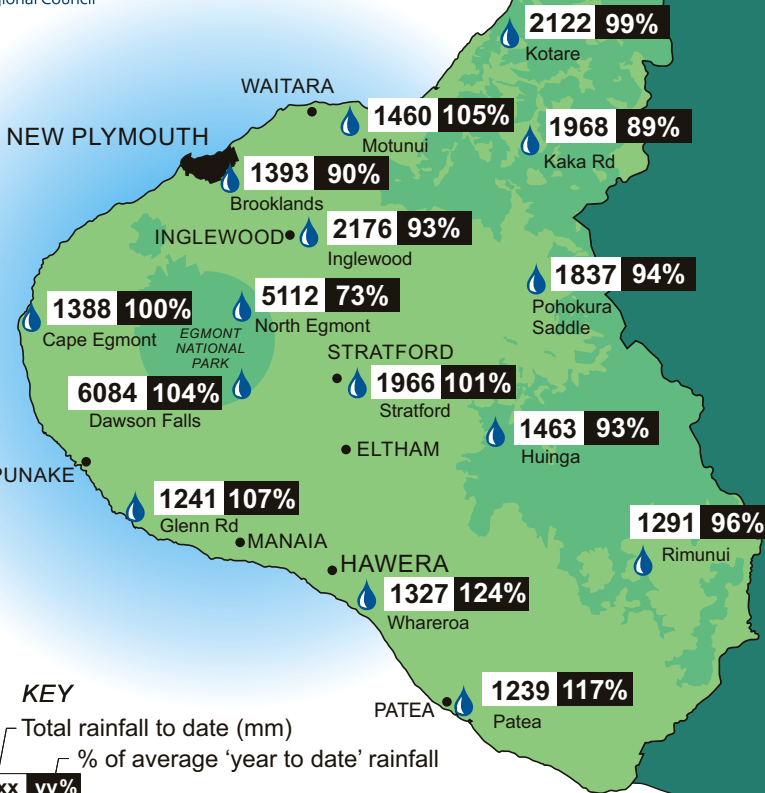 2122 99%
Kotare
WAITARA
1460 105%
Motunui
1968 89%
Kaka Rd
NEW PLYMOUTH
1393 90%
Brooklands
INGLEWOOD
2176 93%
Inglewood
1837 94%
Pohokura
Saddle
1388 100%
Cape Egmont
5112 73%
North Egmont
EGMONT
NATIONAL
PARK
STRATFORD
6084 104%
Dawson Falls
1966 101%
Stratford
1463 93%
Huinga
ELTHAM
PUNAKE
1241 107%
Glenn Rd
MANAIA
1291 96%
Rimunui
HAWERA
1327 124%
Whareroa
1239 117%
PATEA
Patea
KEY
Total rainfall to date (mm)
% of average ‘year to date’ rainfall
xx yy%